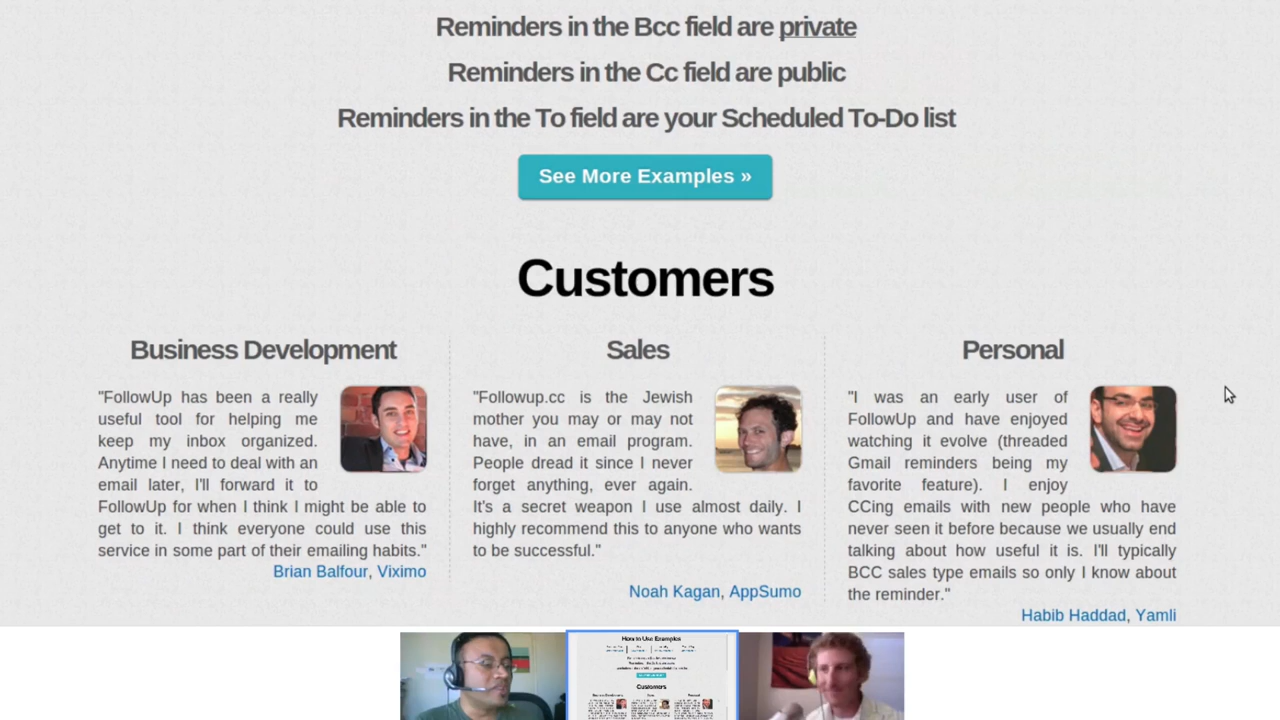 Reminders in the Bcc field are private
Reminders in the Cc field are public
Reminders in the To field are your Scheduled To-Do list
See More Examples »
Customers
Business Development
"FollowUp has been a really
useful tool for helping me
keep my inbox organized.
Anytime I need to deal with an
email later, I'll forward it to
FollowUp for when I think I might be able to
get to it. I think everyone could use this
service in some part of their emailing habits."
Brian Balfour, Viximo
Sales
"Followup.cc is the Jewish
mother you may or may not
have, in an email program.
People dread it since I never
forget anything, ever again.
It's a secret weapon I use almost daily. I
highly recommend this to anyone who wants
to be successful."
Noah Kagan, AppSumo
Personal
"I was an early user of
FollowUp and have enjoyed
watching it evolve (threaded
Gmail reminders being my
favorite feature). I enjoy
CCing emails with new people who have
never seen it before because we usually end
talking about how useful it is. I'll typically
BCC sales type emails so only I know about
the reminder."
Habib Haddad, Yamli
How to Use Examples
Customers